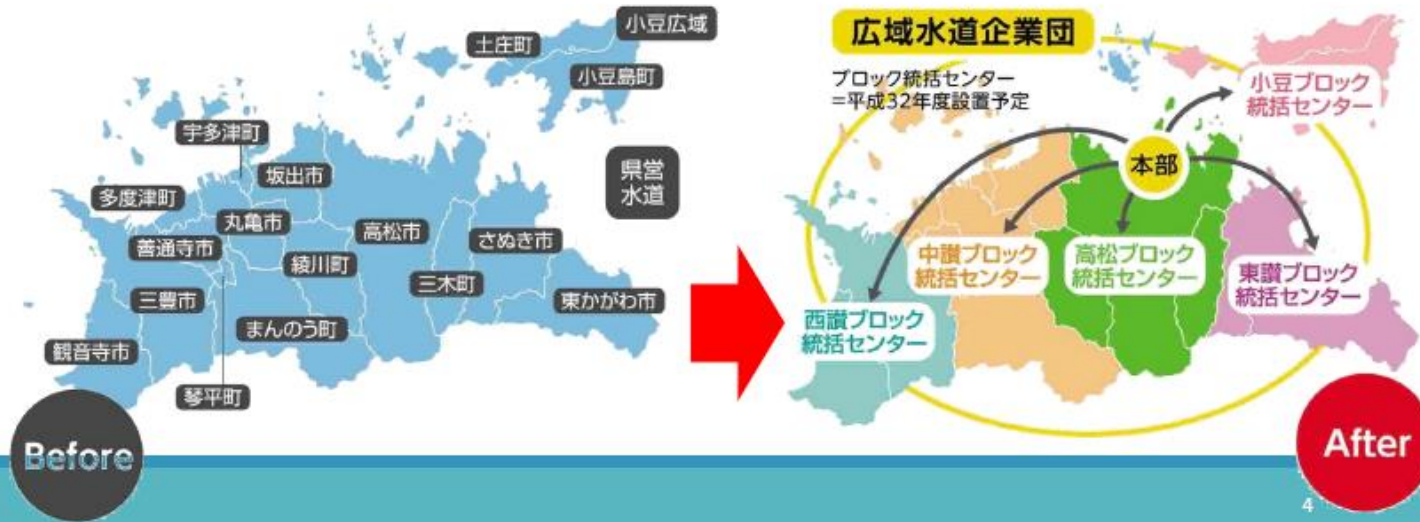 小豆広域
土庄町
小豆島町
宇多津町
坂出市
県営
水道
多度津町
丸亀市
高松市
さぬき市
善通寺市
綾川町
三木町
三豊市
東かがわ市
まんのう町
観音寺市
琴平町
Before
広域水道企業団
ブロック統括センター
=平成32年度設置予定
小豆ブロック
統括センター
本部
中讃ブロック
統括センター
高松ブロック
統括センター
東讃ブロック
統括センター
西讃ブロック
統括センター
After
4